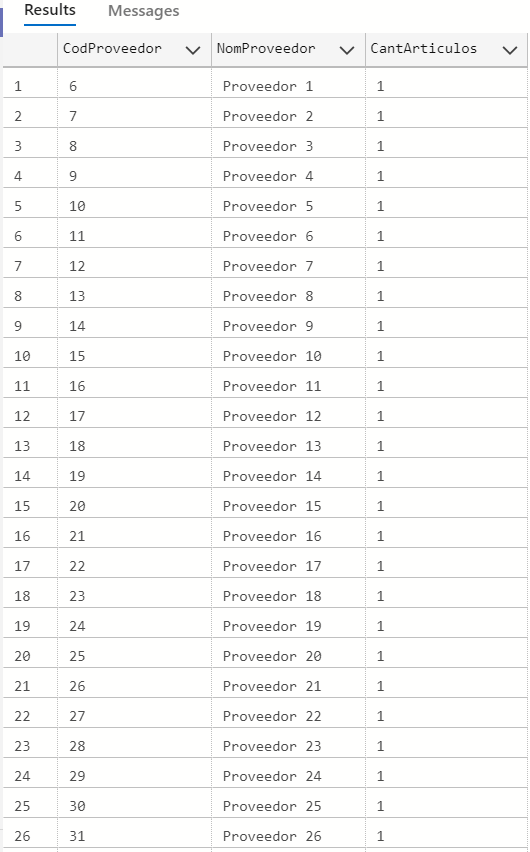 Results Messages
CodProveedor NomProveedor CantArticulos
1 6 Proveedor 1 1
2 7 Proveedor 2 1
3 8 Proveedor 3 1
4 9 Proveedor 4 1
5 10 Proveedor 5 1
6 11 Proveedor 6 1
7 12 Proveedor 7 1
8 13 Proveedor 8 1
9 14 Proveedor 9 1
10 15 Proveedor 10 1
11 16 Proveedor 11 1
12 17 Proveedor 12 1
13 18 Proveedor 13 1
14 19 Proveedor 14 1
15 20 Proveedor 15 1
16 21 Proveedor 16 1
17 22 Proveedor 17 1
18 23 Proveedor 18 1
19 24 Proveedor 19 1
20 25 Proveedor 20 1
21 26 Proveedor 21 1
22 27 Proveedor 22 1
23 28 Proveedor 23 1
24 29 Proveedor 24 1
25 30 Proveedor 25 1
26 31 Proveedor 26 1